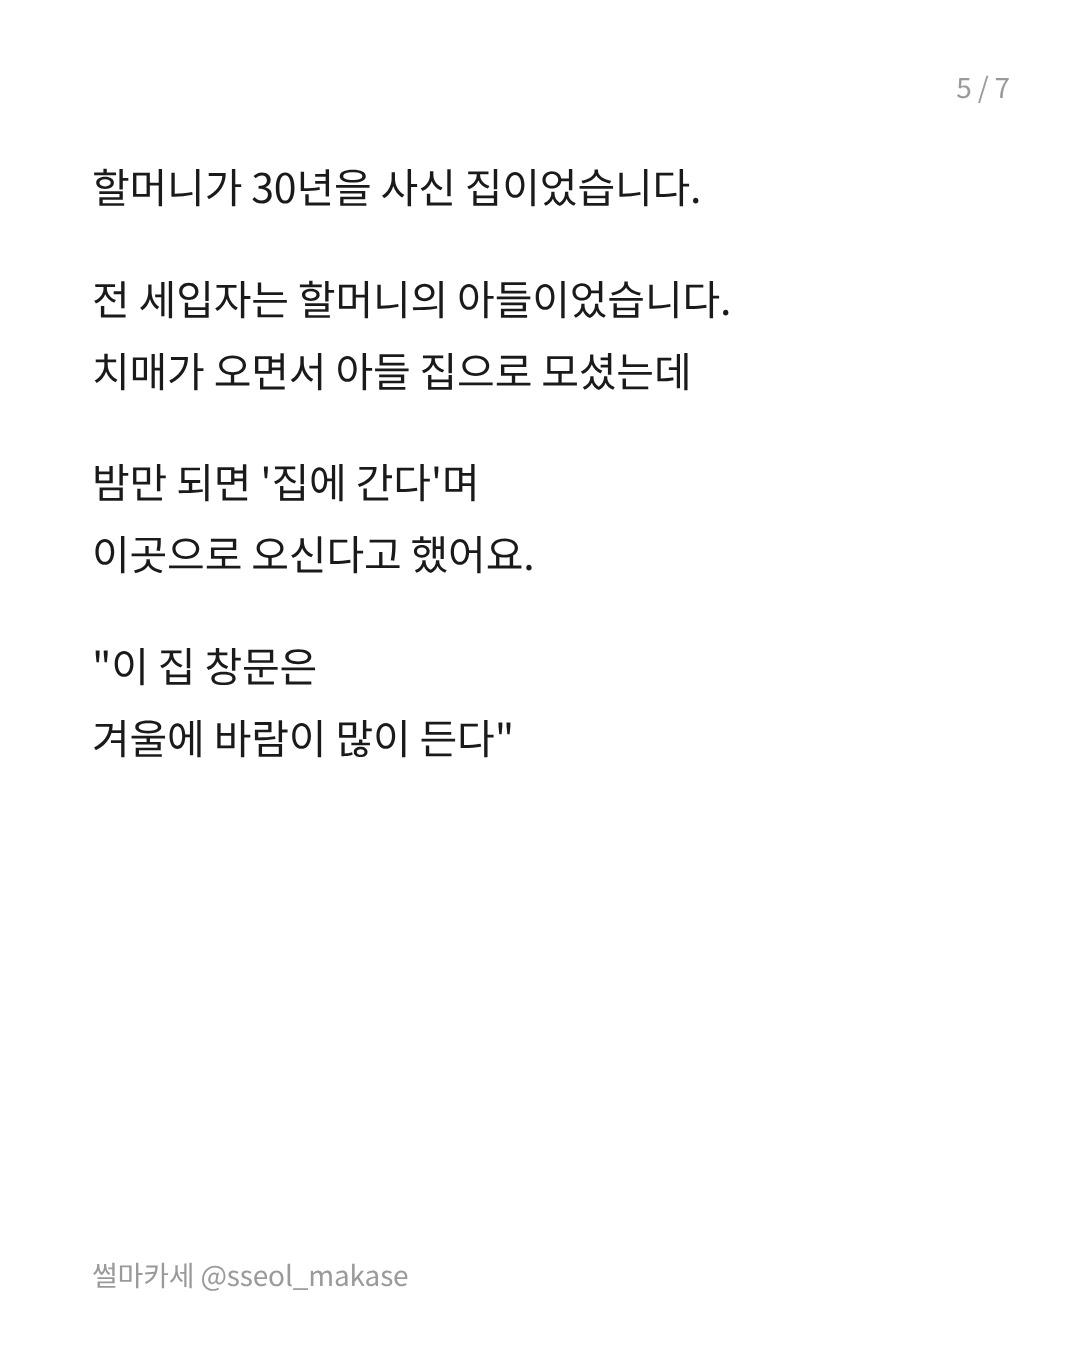 5 / 7
할머니가 30년을 사신 집이었습니다.
전 세입자는 할머니의 아들이었습니다.
치매가 오면서 아들 집으로 모셨는데
밤만 되면 '집에 간다'며
이곳으로 오신다고 했어요.
"이 집 창문은
겨울에 바람이 많이 든다"
썰마카세 @sseol_makase